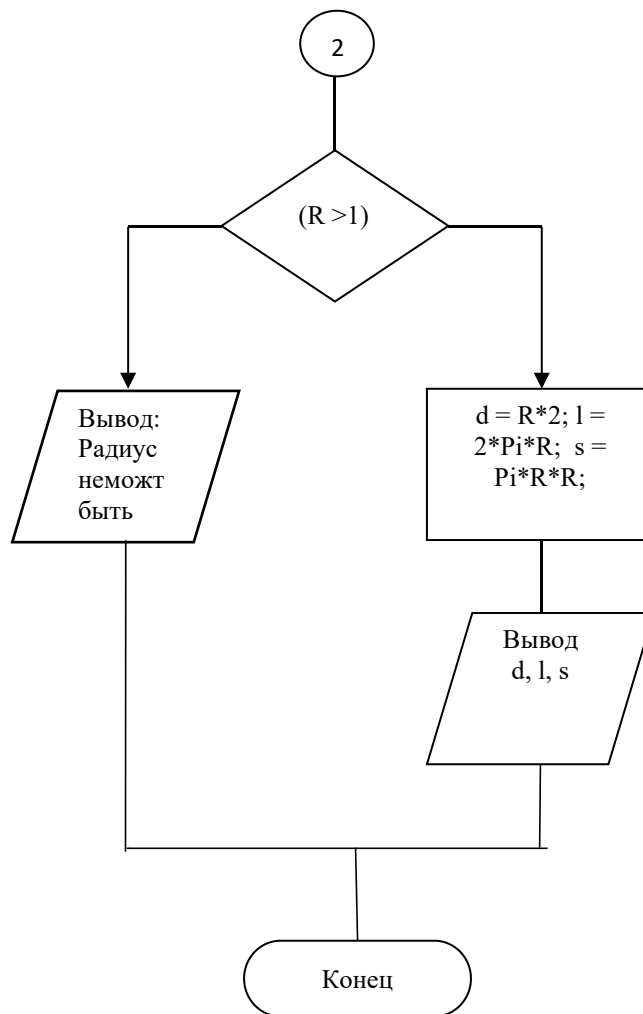 2
(R >1)
Вывод:
Радиус
неможт
быть
d = R*2; l =
2*Pi*R; s =
Pi*R*R;
Вывод
d, l, s
Конец